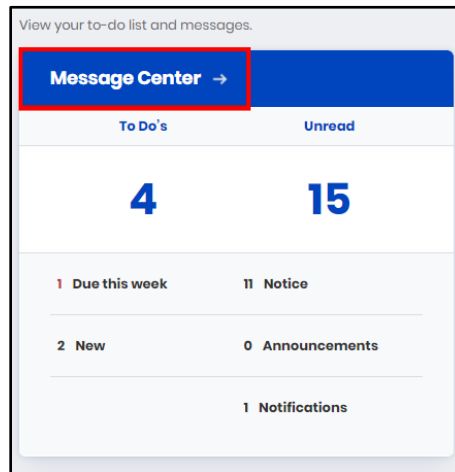 View your to-do list and messages.
Message Center →
To Do's Unread
4 15
1 Due this week 11 Notice
2 New 0 Announcements
1 Notifications